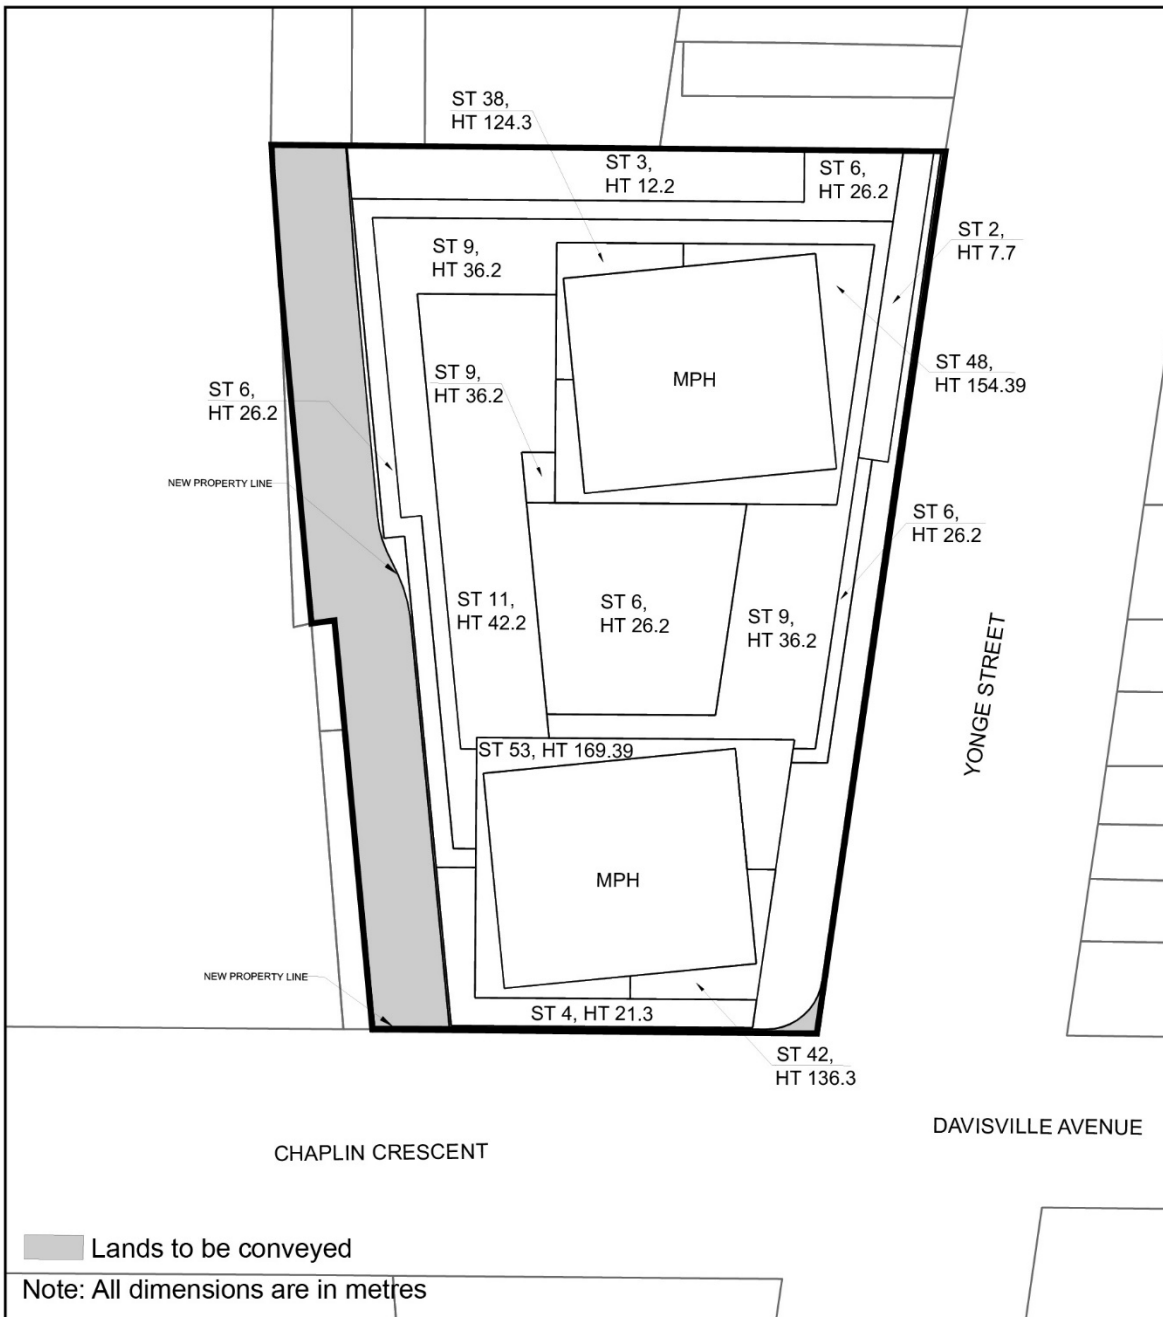 ST 38,
HT 124.3
ST 3,
HT 12.2
ST 6,
HT 26.2
ST 2,
HT 7.7
ST 9,
HT 36.2
ST 48,
HT 154.39
MPH
ST 9,
HT 36.2
ST 6,
HT 26.2
NEW PROPERTY LINE
ST 6,
HT 26.2
ST 11,
HT 42.2
ST 6,
HT 26.2
ST 9,
HT 36.2
YONGE STREET
ST 53, HT 169.39
MPH
NEW PROPERTY LINE
ST 4, HT 21.3
ST 42,
HT 136.3
DAVISVILLE AVENUE
CHAPLIN CRESCENT
Lands to be conveyed
Note: All dimensions are in metres